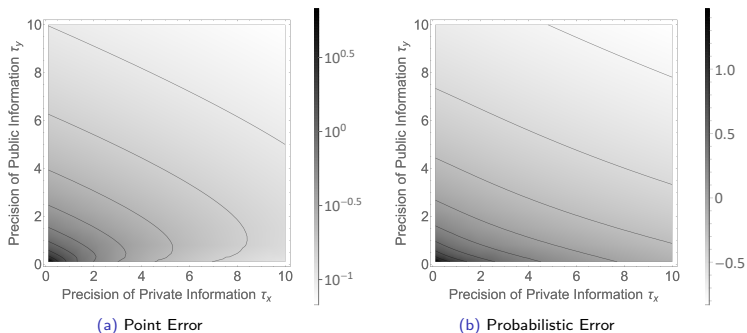 10
8
6
4
2
0
Precision of Public Information τy
0 2 4 6 8 10
Precision of Private Information τx
10^0.5
10^0
10^-0.5
10^-1
(a) Point Error
10
8
6
4
2
0
Precision of Public Information τy
0 2 4 6 8 10
Precision of Private Information τx
1.0
0.5
0
-0.5
(b) Probabilistic Error